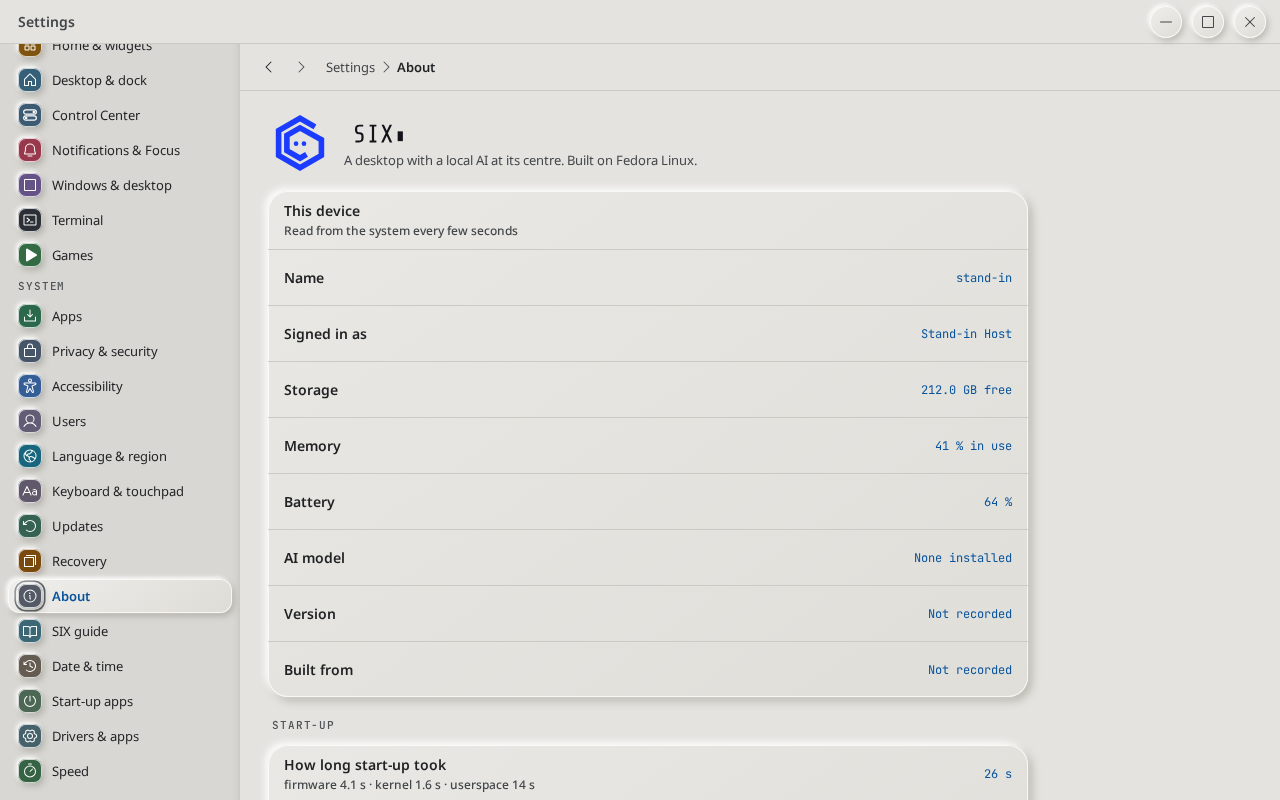 Settings
Home & widgets
Desktop & dock
Control Center
Notifications & Focus
Windows & desktop
Terminal
Games
SYSTEM
Apps
Privacy & security
Accessibility
Users
Language & region
Aa Keyboard & touchpad
Updates
Recovery
About
SIX guide
Date & time
Start-up apps
Drivers & apps
Speed
Settings > About
SIX
A desktop with a local AI at its centre. Built on Fedora Linux.
This device
Read from the system every few seconds
Name stand-in
Signed in as Stand-in Host
Storage 212.0 GB free
Memory 41 % in use
Battery 64 %
AI model None installed
Version Not recorded
Built from Not recorded
START-UP
How long start-up took 26 s
firmware 4.1 s · kernel 1.6 s · userspace 14 s